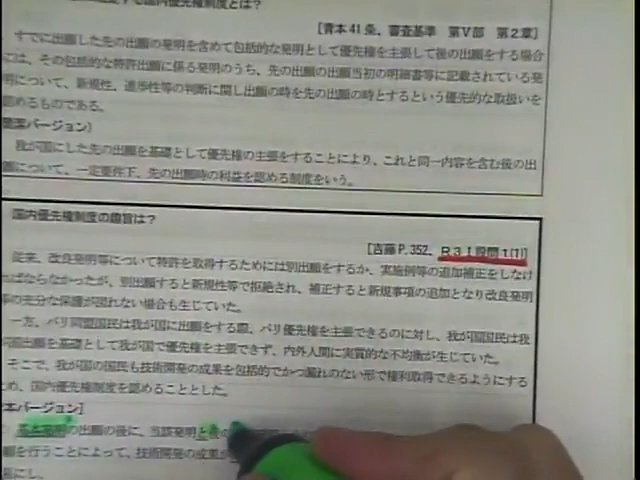 する国内優先権制度とは？
［青本41条、審査基準　第Ⅴ部　第2章］
すでに出願した先の出願の発明を含めて包括的な発明として優先権を主張して後の出願をする場合
には、その包括的な特許出願に係る発明のうち、先の出願の出願当初の明細書等に記載されている発
明について、新規性、進歩性等の判断に関し出願の時を先の出願の時とするという優先的な取扱いを
認めるものである。
バージョン］
我が国にした先の出願を基礎として優先権の主張をすることにより、これと同一内容を含む後の出
願について、一定要件下、先の出願時の利益を認める制度をいう。
国内優先権制度の趣旨は？
［吉藤P.352、R3Ⅰ設問1(1)］
従来、改良発明等について特許を取得するためには別出願をするか、実施例等の追加補正をしなけ
ればならなかったが、別出願すると新規性等で拒絶され、補正すると新規事項の追加となり改良発明
等の充分な保護が図れない場合も生じていた。
一方、パリ同盟国民は我が国に出願をする際、パリ優先権を主張できるのに対し、我が国国民は我
が国出願を基礎として我が国で優先権を主張できず、内外人間に実質的な不均衡が生じていた。
そこで、我が国の国民も技術開発の成果を包括的でかつ漏れのない形で権利取得できるようにする
ため、国内優先権制度を認めることとした。
本バージョン］
の出願の後に、当該発明と
願を行うことによって、技術開発の成果が
にし、